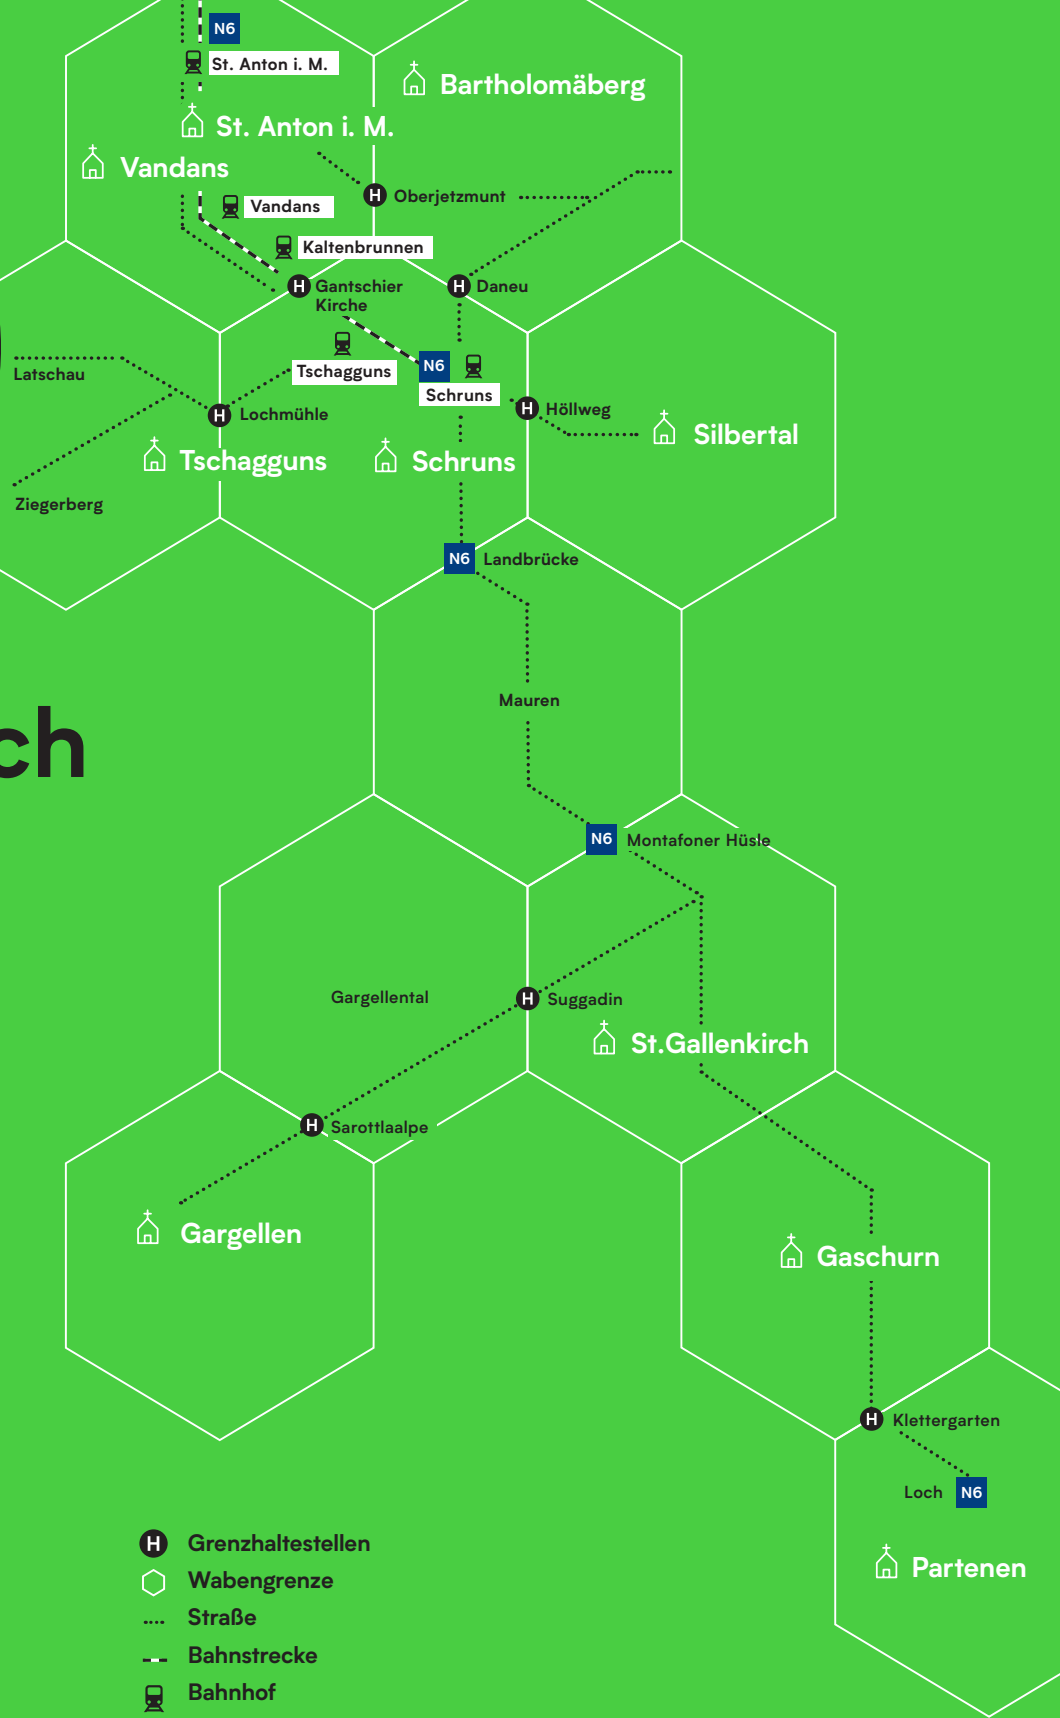 N6
St. Anton i. M.
Bartholomäberg
St. Anton i. M.
Vandans
H Oberjetzmunt
Vandans
Kaltenbrunnen
H Gantschier
Kirche
H Daneu
Tschagguns
N6
Schruns
Latschau
H Lochmühle
H Höllweg
Silbertal
Tschagguns
Schruns
Ziegerberg
N6 Landbrücke
Mauren
ch
N6 Montafoner Hüsle
Gargellental
H Suggadin
St.Gallenkirch
H Sarottlaalpe
Gargellen
Gaschurn
H Klettergarten
Loch N6
Partenen
H Grenzhaltestellen
Wabengrenze
Straße
Bahnstrecke
Bahnhof